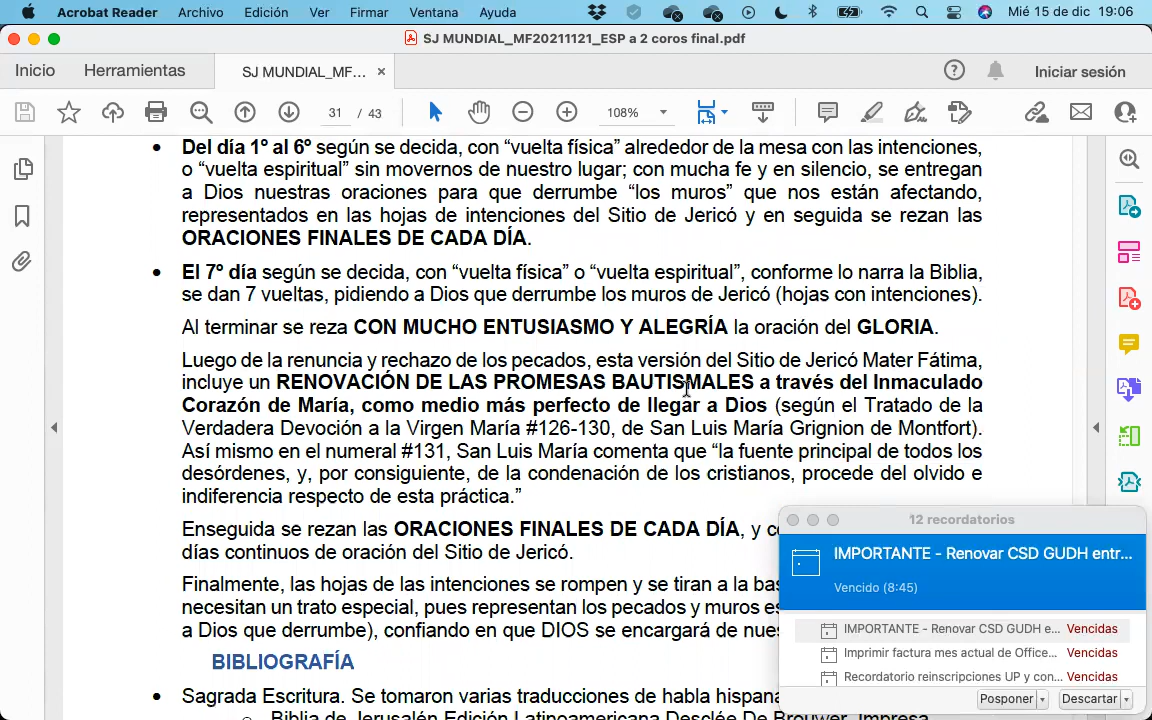 Acrobat Reader Archivo Edición Ver Firmar Ventana Ayuda Mié 15 de dic 19:06
SJ MUNDIAL_MF20211121_ESP a 2 coros final.pdf
Inicio Herramientas SJ MUNDIAL_MF... × Iniciar sesión
31 / 43 108%
• Del día 1º al 6º según se decida, con “vuelta física” alrededor de la mesa con las intenciones,
o “vuelta espiritual” sin movernos de nuestro lugar; con mucha fe y en silencio, se entregan
a Dios nuestras oraciones para que derrumbe “los muros” que nos están afectando,
representados en las hojas de intenciones del Sitio de Jericó y en seguida se rezan las
ORACIONES FINALES DE CADA DÍA.
• El 7º día según se decida, con “vuelta física” o “vuelta espiritual”, conforme lo narra la Biblia,
se dan 7 vueltas, pidiendo a Dios que derrumbe los muros de Jericó (hojas con intenciones).
Al terminar se reza CON MUCHO ENTUSIASMO Y ALEGRÍA la oración del GLORIA.
Luego de la renuncia y rechazo de los pecados, esta versión del Sitio de Jericó Mater Fátima,
incluye un RENOVACIÓN DE LAS PROMESAS BAUTISMALES a través del Inmaculado
Corazón de María, como medio más perfecto de llegar a Dios (según el Tratado de la
Verdadera Devoción a la Virgen María #126-130, de San Luis María Grignion de Montfort).
Así mismo en el numeral #131, San Luis María comenta que “la fuente principal de todos los
desórdenes, y, por consiguiente, de la condenación de los cristianos, procede del olvido e
indiferencia respecto de esta práctica.”
Enseguida se rezan las ORACIONES FINALES DE CADA DÍA, y
días continuos de oración del Sitio de Jericó.
Finalmente, las hojas de las intenciones se rompen y se tiran a la
necesitan un trato especial, pues representan los pecados y muros
a Dios que derrumbe), confiando en que DIOS se encargará de
BIBLIOGRAFÍA
• Sagrada Escritura. Se tomaron varias traducciones de habla
Biblia de Jerusalén Edición Latinoamericana Desclée De Brouwer. Impresa
12 recordatorios
IMPORTANTE - Renovar CSD GUDH entr...
Vencido (8:45)
IMPORTANTE - Renovar CSD GUDH e... Vencidas
Imprimir factura mes actual de Office... Vencidas
Recordatorio reinscripciones UP y con... Vencidas
Posponer Descartar